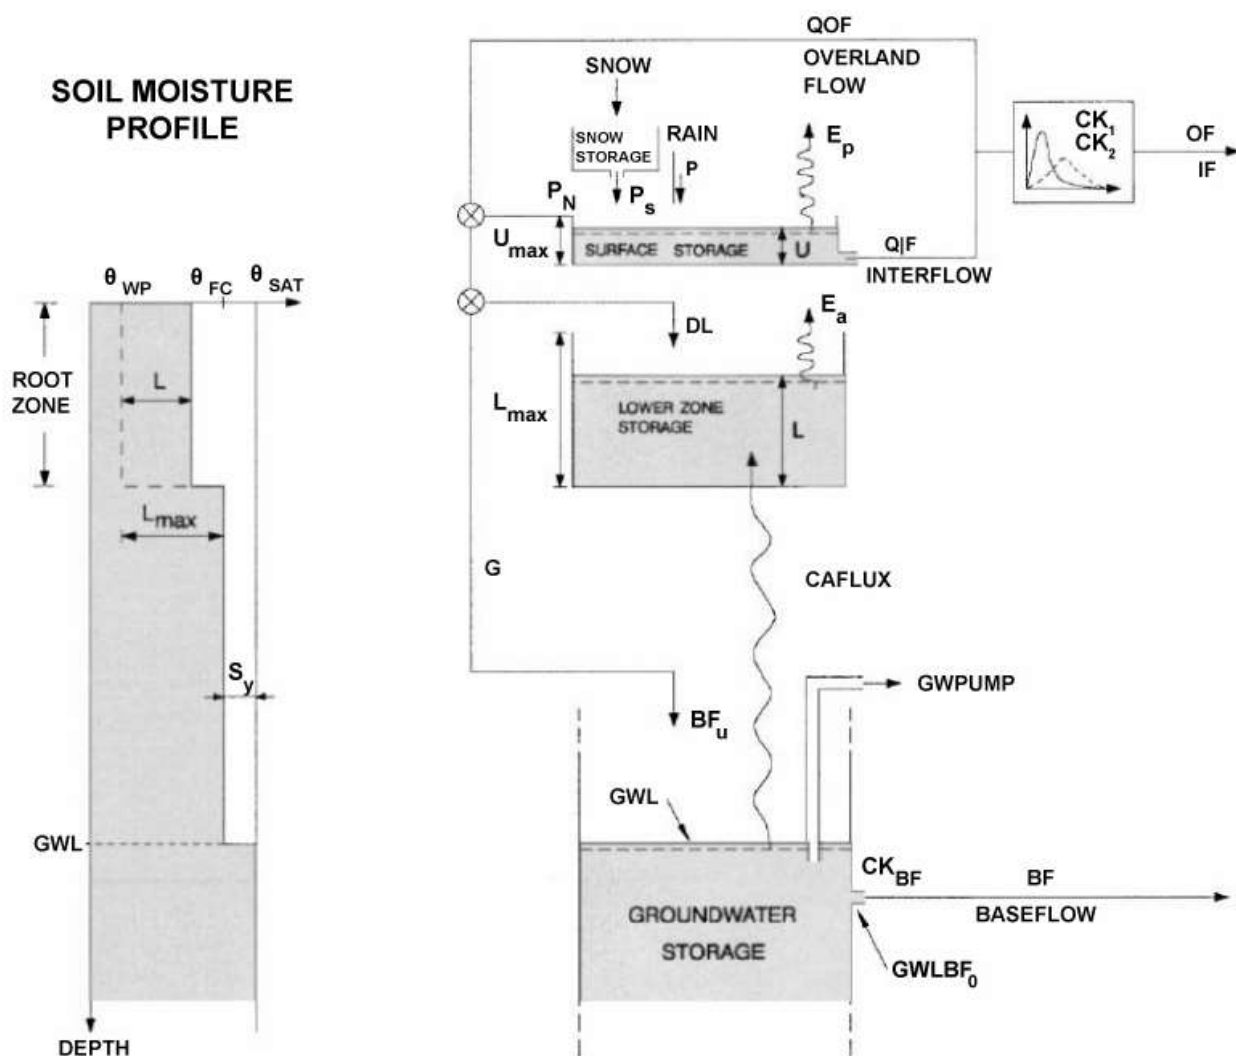 SOIL MOISTURE
PROFILE
θ WP
θ FC
θ SAT
ROOT
ZONE
L
Lmax
Sy
GWL
DEPTH
QOF
OVERLAND
FLOW
SNOW
SNOW
STORAGE
RAIN
P
Ps
Ep
PN
Umax
SURFACE STORAGE
U
Q|F
INTERFLOW
CK1
CK2
OF
IF
DL
Ea
Lmax
LOWER ZONE
STORAGE
L
G
CAFLUX
GWPUMP
BFu
GWL
CKBF
BF
BASEFLOW
GROUNDWATER
STORAGE
GWLBF0